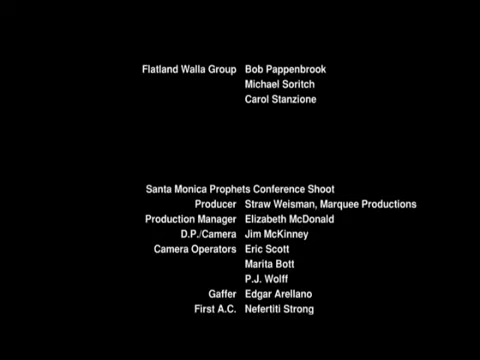 Flatland Walla Group Bob Pappenbrook
Michael Soritch
Carol Stanzione
Santa Monica Prophets Conference Shoot
Producer Straw Weisman, Marquee Productions
Production Manager Elizabeth McDonald
D.P./Camera Jim McKinney
Camera Operators Eric Scott
Marita Bott
P.J. Wolff
Gaffer Edgar Arellano
First A.C. Nefertiti Strong